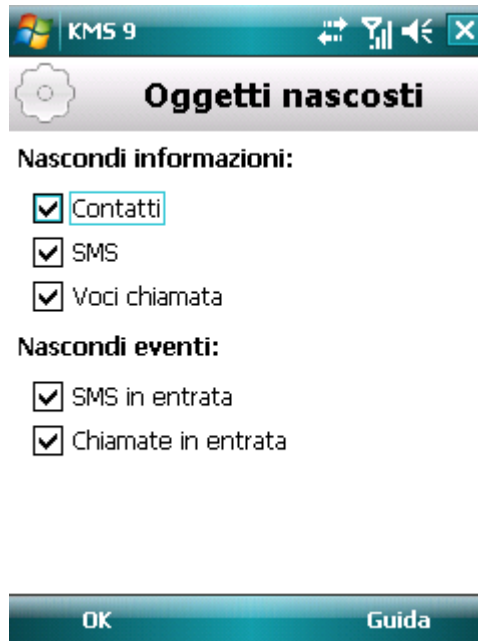 KMS 9
Oggetti nascosti
Nascondi informazioni:
Contatti
SMS
Voci chiamata
Nascondi eventi:
SMS in entrata
Chiamate in entrata
OK Guida